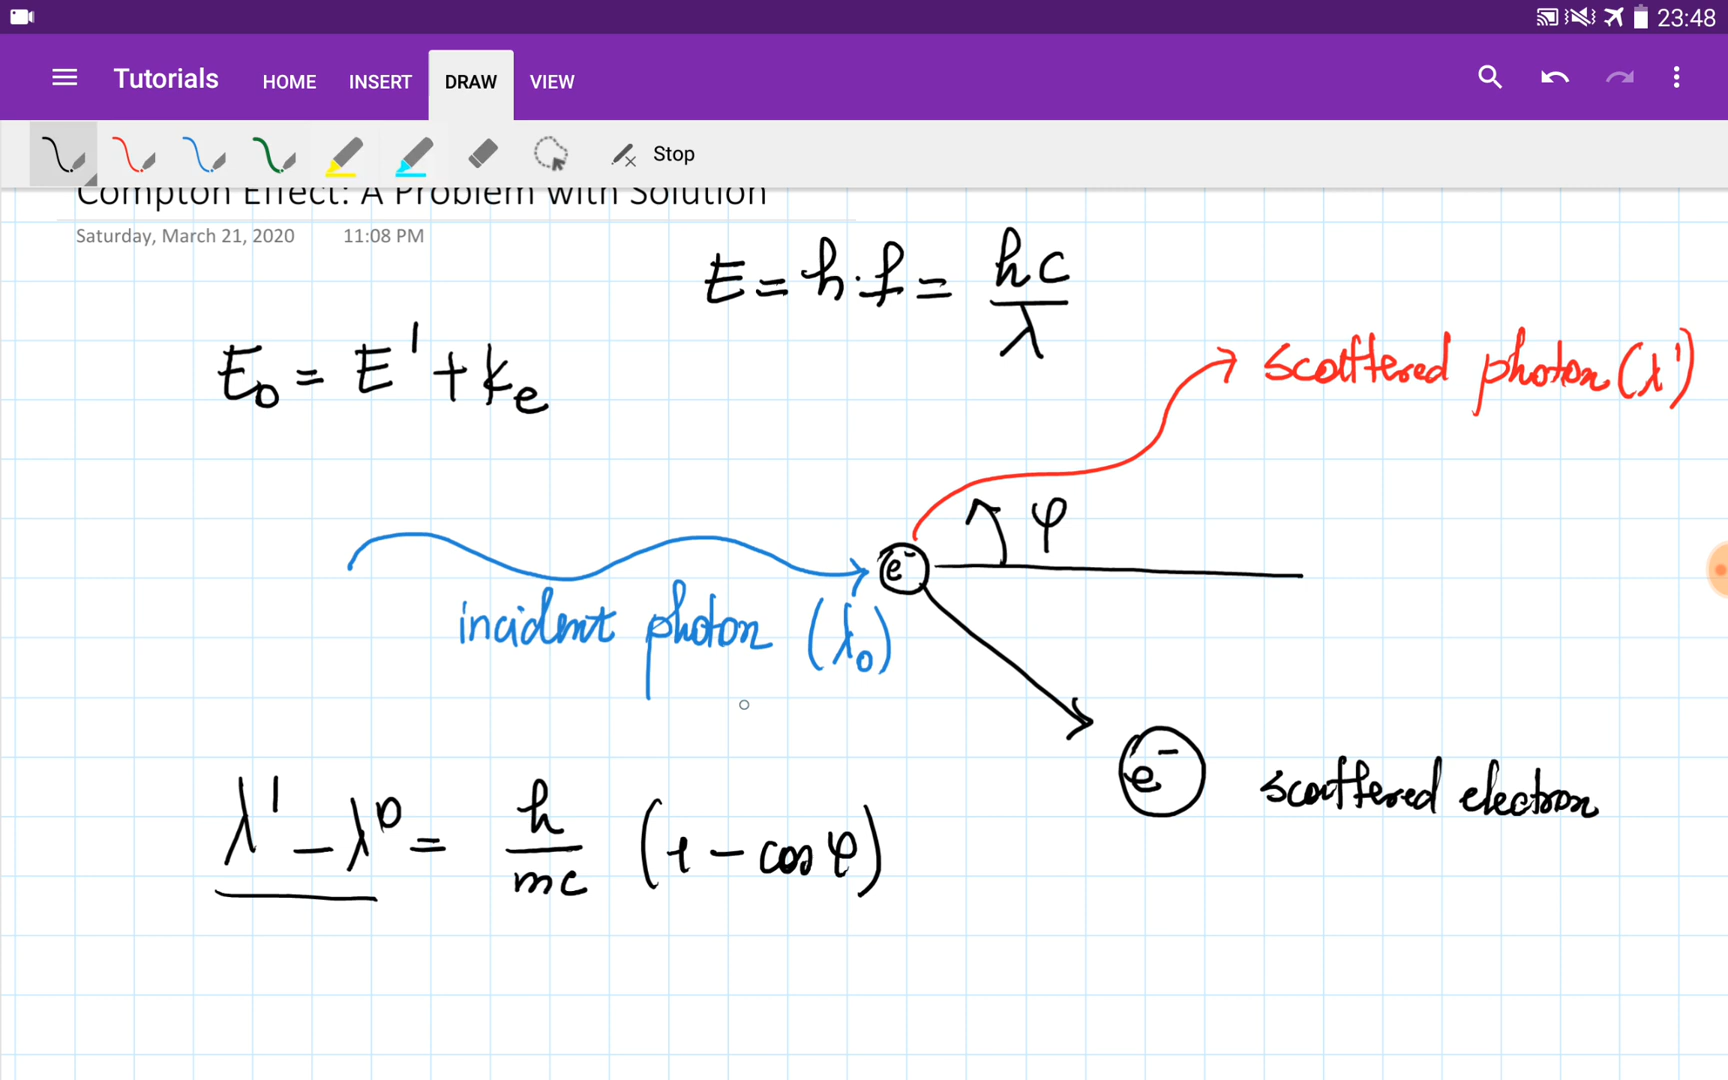 23:48
Tutorials HOME INSERT DRAW VIEW
Stop
Compton Effect: A Problem with Solution
Saturday, March 21, 2020 11:08 PM
E = h·f = hc/λ
E₀ = E' + ke
scattered photon (λ')
φ
e⁻
incident photon (λ₀)
e⁻ scattered electron
λ' − λ⁰ = h/mc (1 − cos φ)